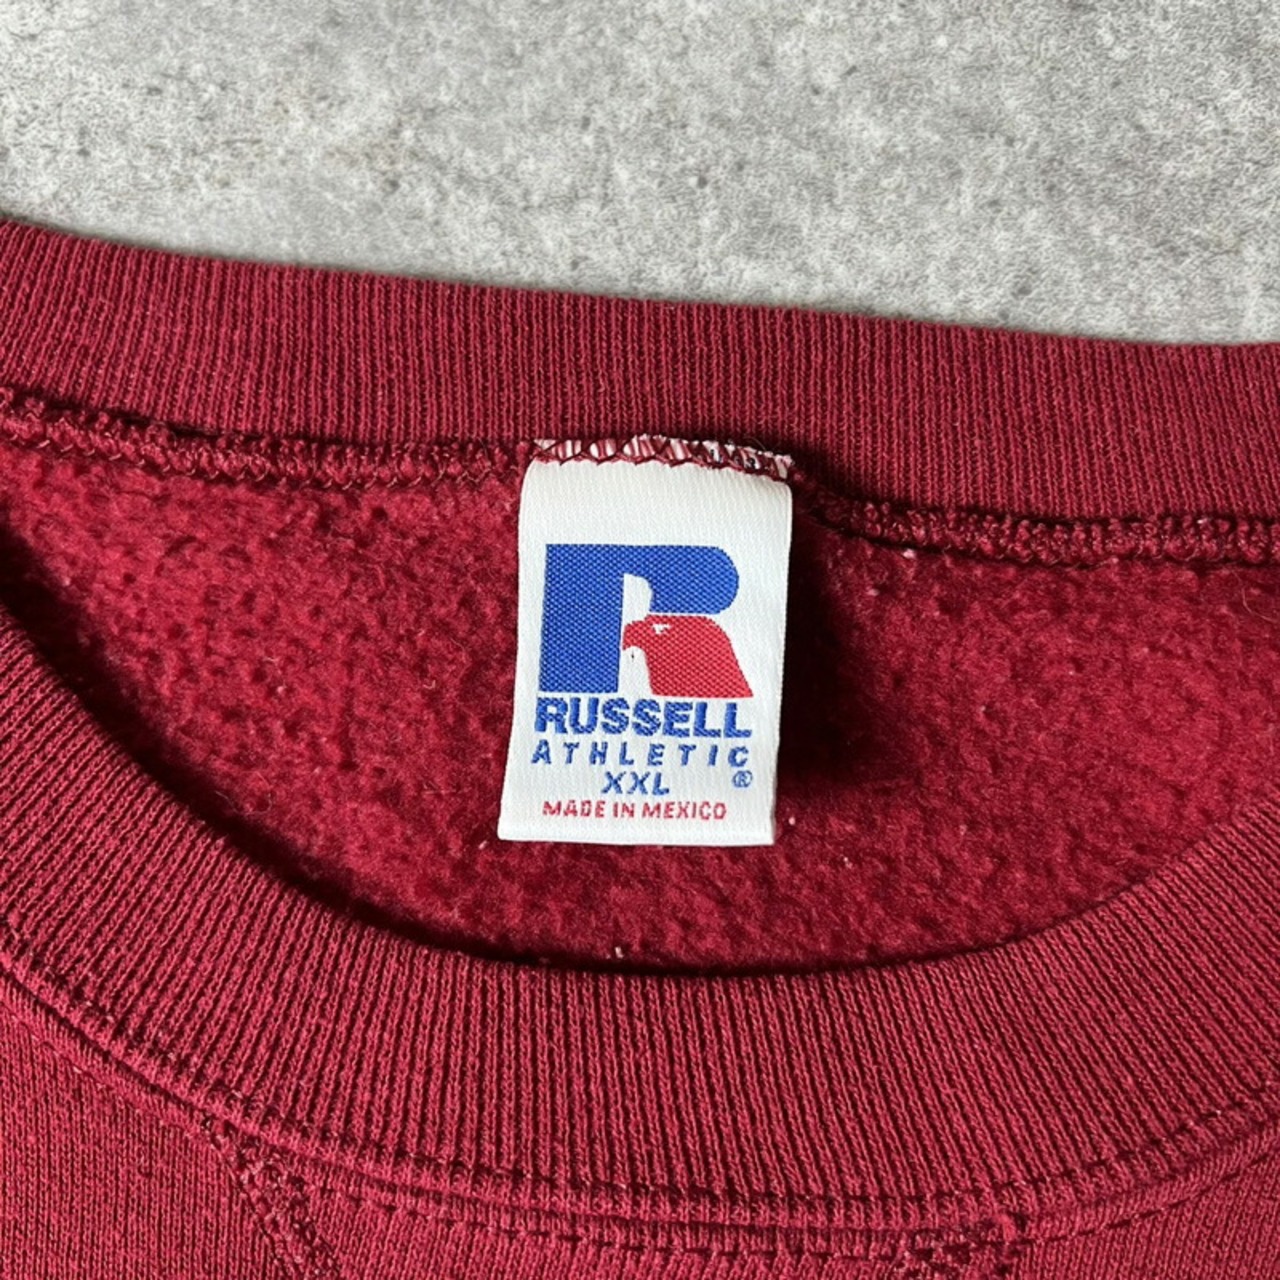 RUSSELL
ATHLETIC
XXL ®
MADE IN MEXICO